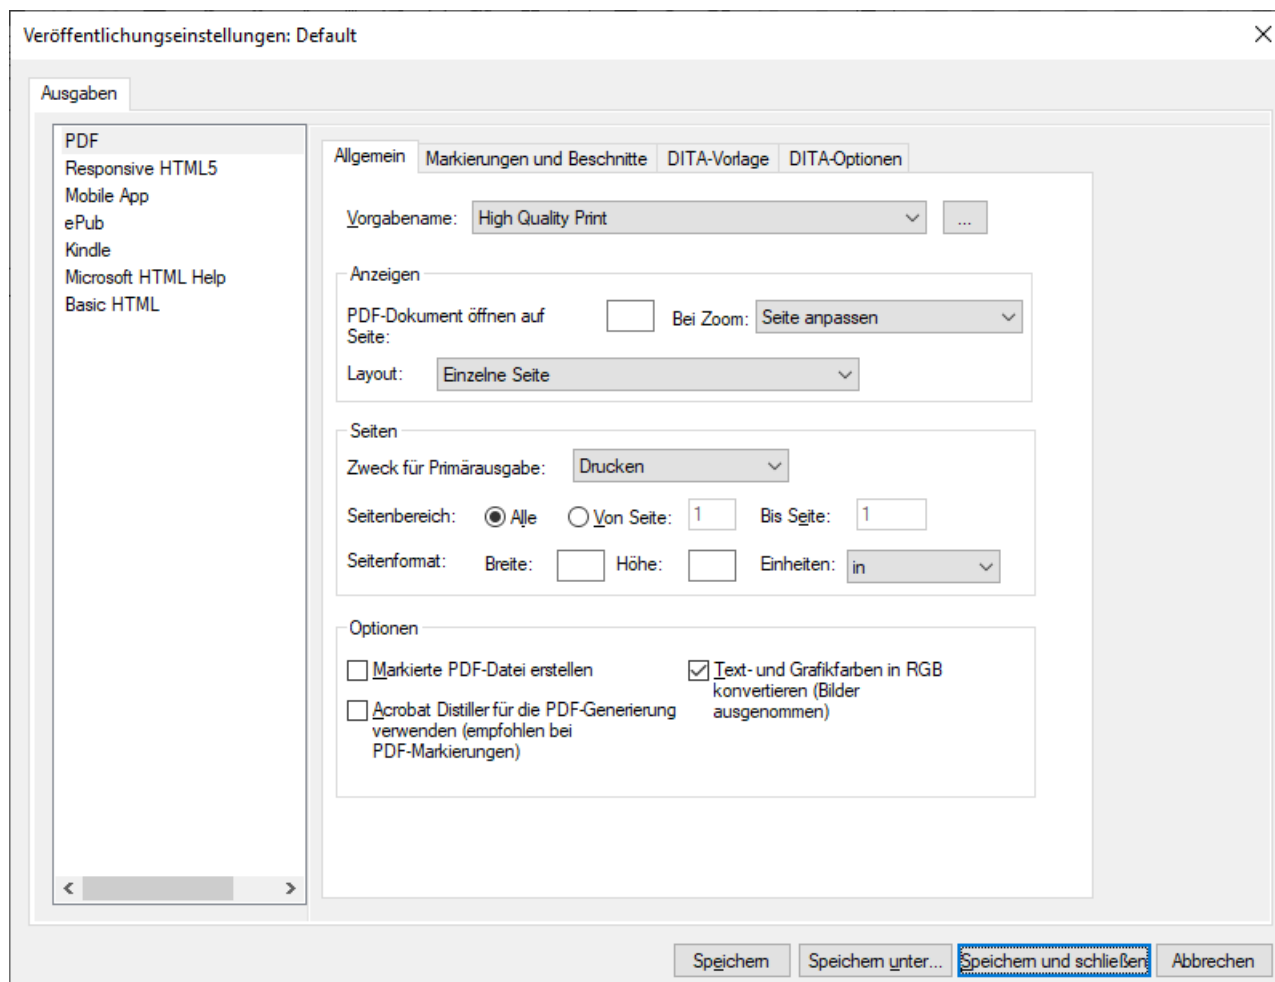 Veröffentlichungseinstellungen: Default
Ausgaben
PDF
Responsive HTML5
Mobile App
ePub
Kindle
Microsoft HTML Help
Basic HTML
Allgemein Markierungen und Beschnitte DITA-Vorlage DITA-Optionen
Vorgabename: High Quality Print ...
Anzeigen
PDF-Dokument öffnen auf
Seite:
Bei Zoom: Seite anpassen
Layout: Einzelne Seite
Seiten
Zweck für Primärausgabe: Drucken
Seitenbereich: Alle Von Seite: 1 Bis Seite: 1
Seitenformat: Breite: Höhe: Einheiten: in
Optionen
Markierte PDF-Datei erstellen
Acrobat Distiller für die PDF-Generierung
verwenden (empfohlen bei
PDF-Markierungen)
Text- und Grafikfarben in RGB
konvertieren (Bilder
ausgenommen)
Speichern Speichern unter... Speichern und schließen Abbrechen